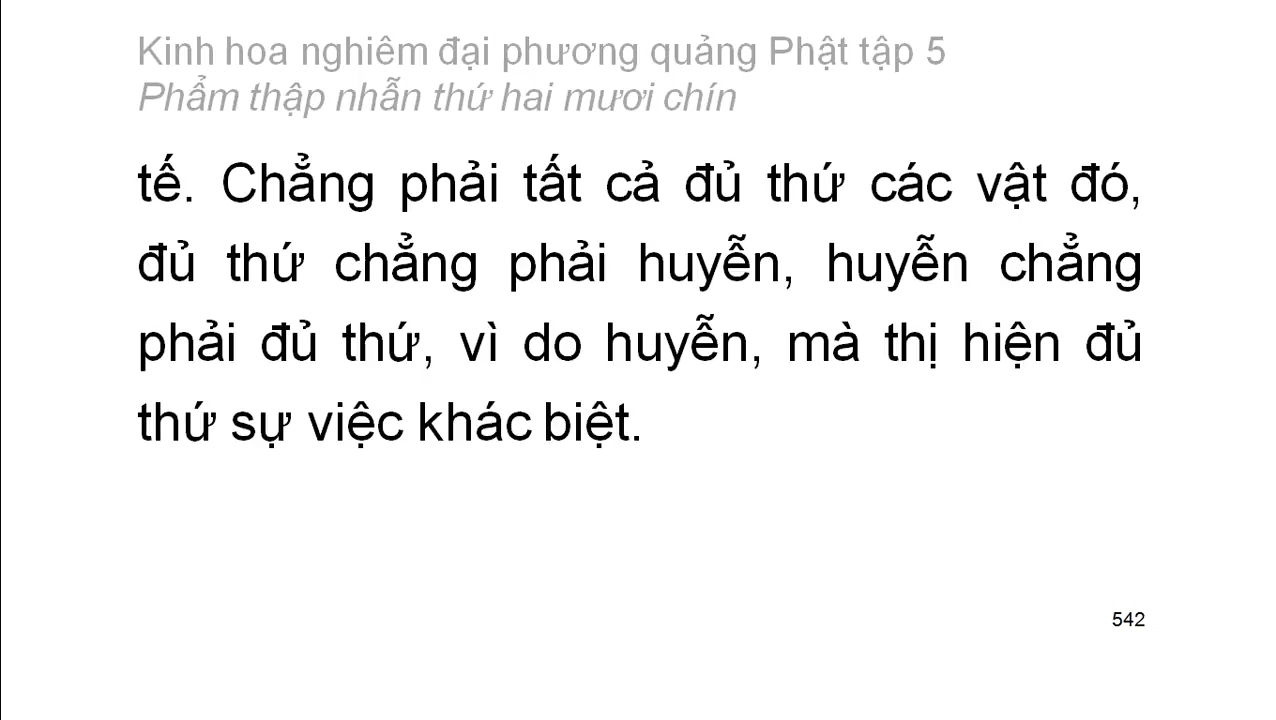 Kinh hoa nghiêm đại phương quảng Phật tập 5
Phẩm thập nhẫn thứ hai mươi chín
tế. Chẳng phải tất cả đủ thứ các vật đó,
đủ thứ chẳng phải huyễn, huyễn chẳng
phải đủ thứ, vì do huyễn, mà thị hiện đủ
thứ sự việc khác biệt.
542